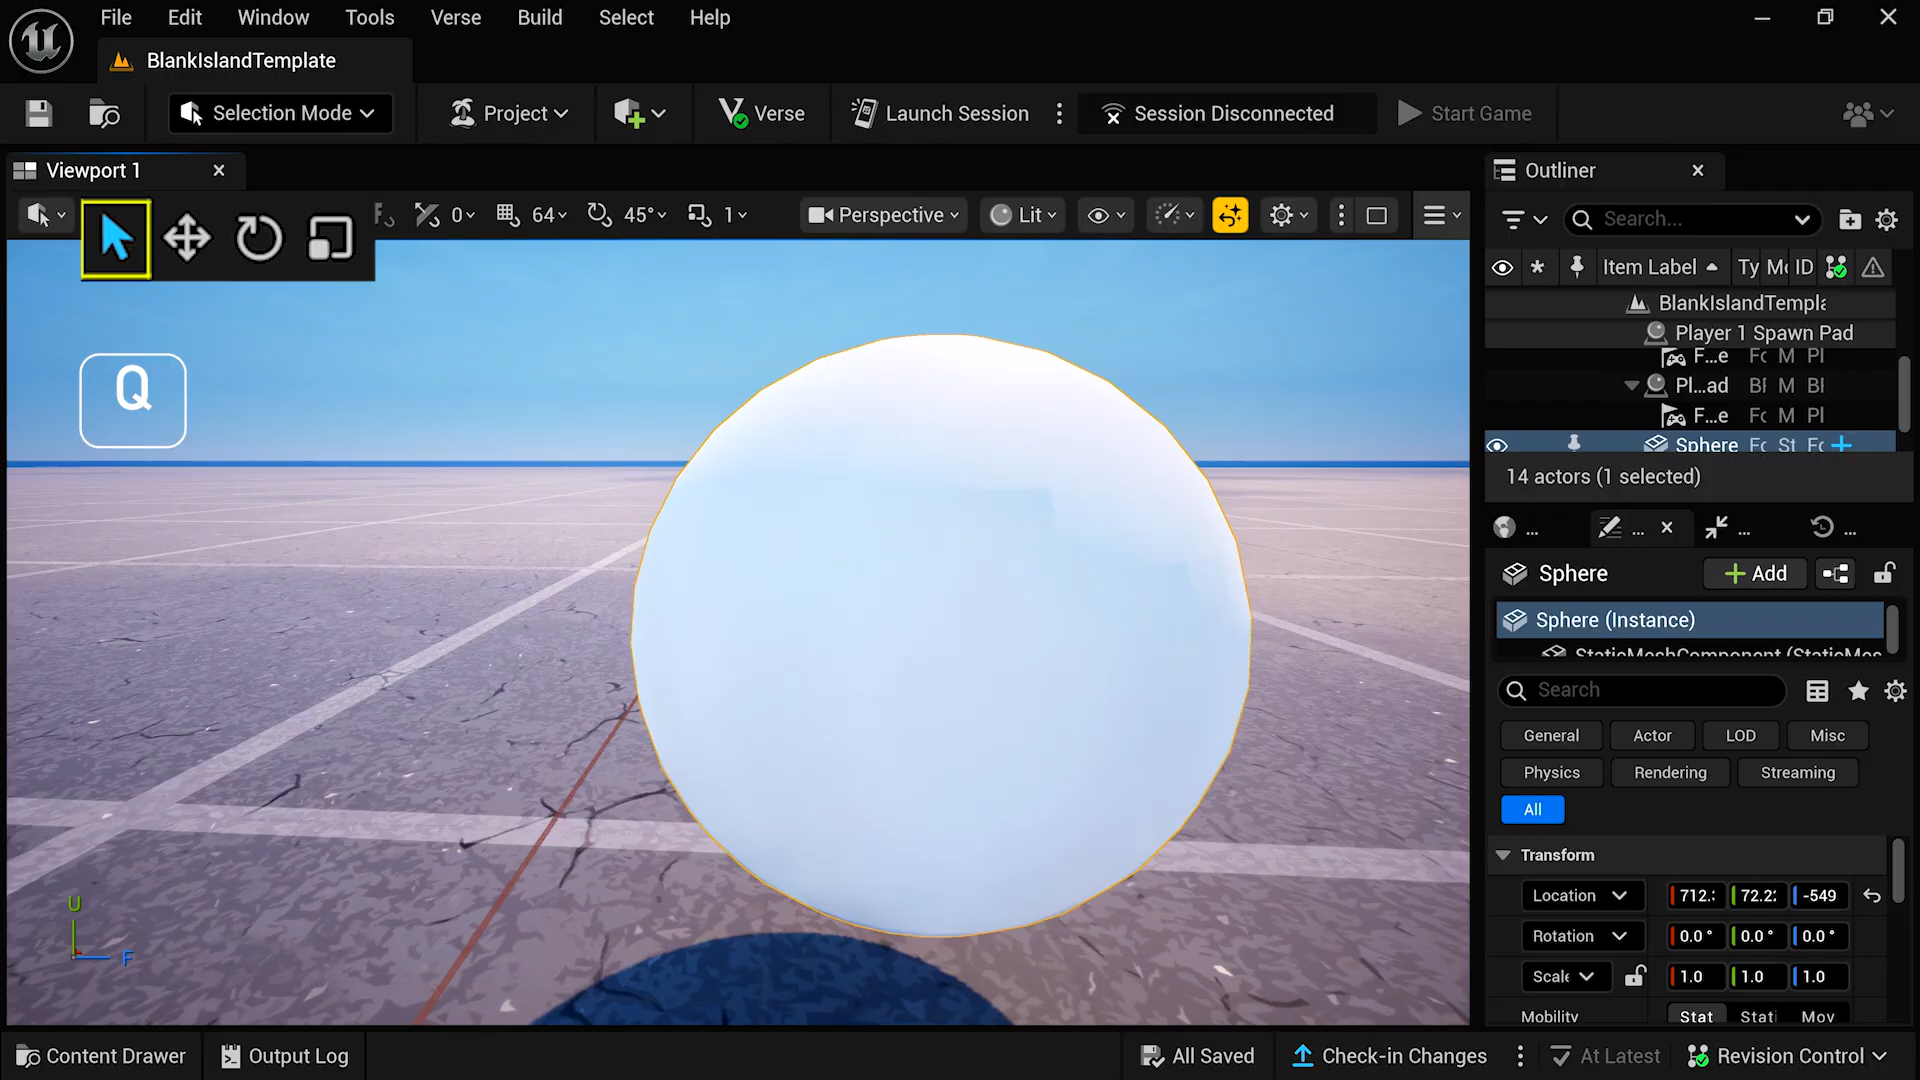 File Edit Window Tools Verse Build Select Help
BlankIslandTemplate
Selection Mode Project Verse Launch Session Session Disconnected Start Game
Viewport 1
Outliner
0 64 45° 1 Perspective Lit
Search...
Item Label Ty Mc ID
BlankIslandTempla
Player 1 Spawn Pad
F...e Fc M Pl
Pl...ad Bl M Bl
F...e Fc M Pl
Sphere Fc St Fc
14 actors (1 selected)
Q
Sphere Add
Sphere (Instance)
StaticMeshComponent (StaticMes
Search
General Actor LOD Misc
Physics Rendering Streaming
All
Transform
Location 712.: 72.2: -549
Rotation 0.0 ° 0.0 ° 0.0 °
Scale 1.0 1.0 1.0
Mobility Stat Stati Mov
U
F
Content Drawer Output Log All Saved Check-in Changes At Latest Revision Control